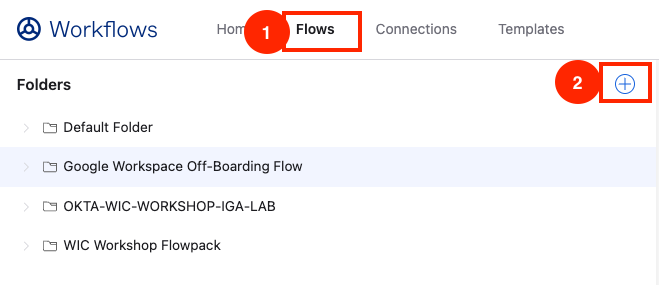 Workflows
Hom 1 Flows Connections Templates
Folders
2
Default Folder
Google Workspace Off-Boarding Flow
OKTA-WIC-WORKSHOP-IGA-LAB
WIC Workshop Flowpack